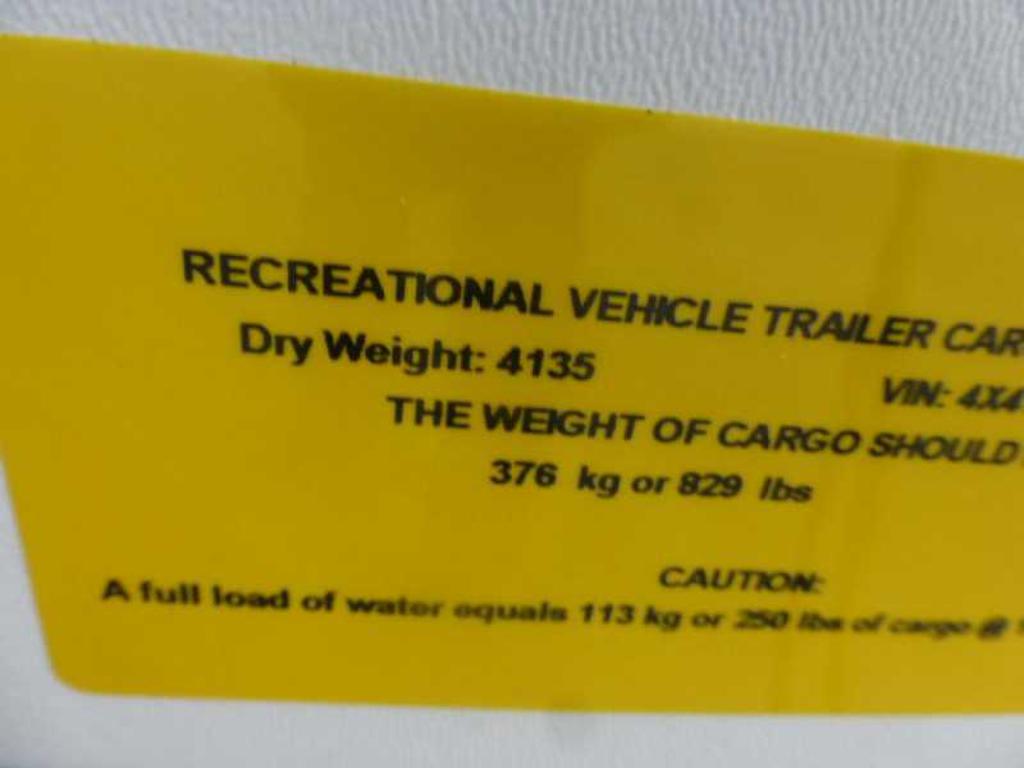 RECREATIONAL VEHICLE TRAILER CAR
Dry Weight: 4135
VIN: 4X4
THE WEIGHT OF CARGO SHOULD
376 kg or 829 lbs
CAUTION:
A full load of water equals 113 kg or 250 lbs of cargo @